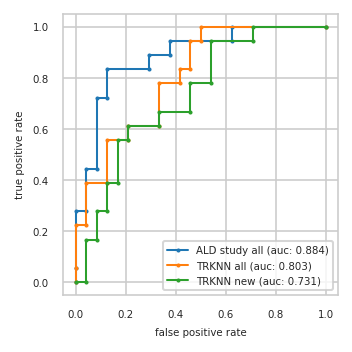 1.0
0.8
0.6
0.4
0.2
0.0
true positive rate
ALD study all (auc: 0.884)
TRKNN all (auc: 0.803)
TRKNN new (auc: 0.731)
0.0 0.2 0.4 0.6 0.8 1.0
false positive rate